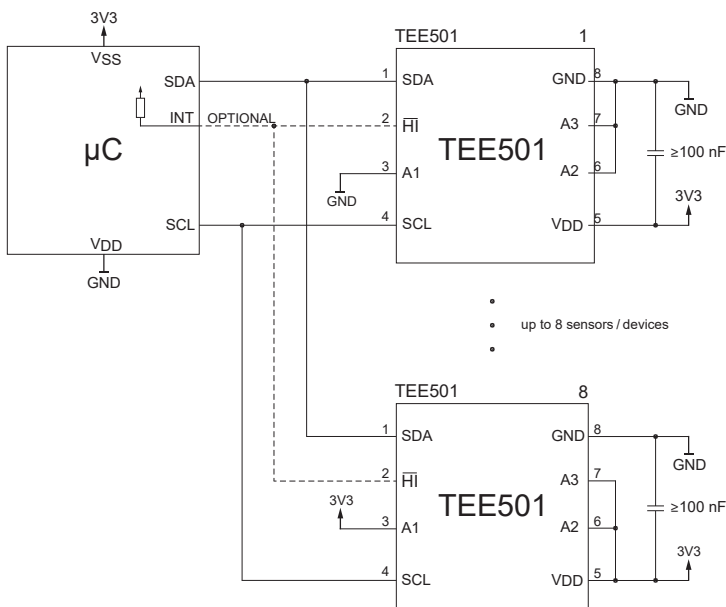 3V3
VSS
SDA
INT
OPTIONAL
µC
SCL
VDD
GND
TEE501 1
1 SDA
2 HI
3 A1
GND
4 SCL
TEE501
GND 8
A3 7
A2 6
VDD 5
GND
≥100 nF
3V3
up to 8 sensors / devices
TEE501 8
1 SDA
2 HI
3V3
3 A1
4 SCL
TEE501
GND 8
A3 7
A2 6
VDD 5
GND
≥100 nF
3V3